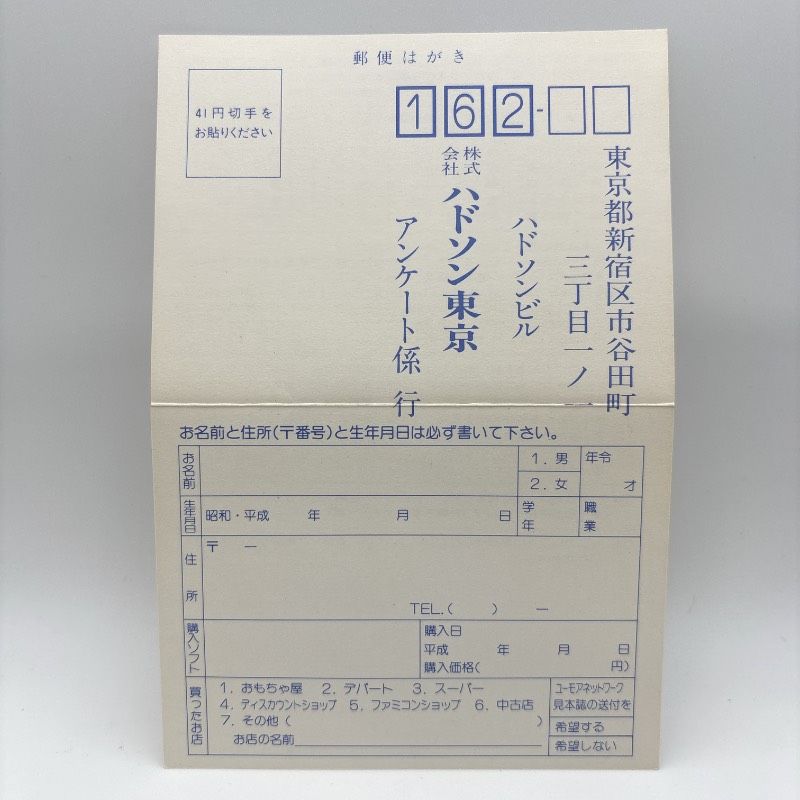 郵便はがき
41円切手を
お貼りください
162-
東京都新宿区市谷田町
三丁目一ノ一
ハドソンビル
株式会社 ハドソン東京
アンケート係 行
お名前と住所(〒番号)と生年月日は必ず書いて下さい。
お名前
1. 男
2. 女
年令
才
生年月日
昭和・平成 年 月 日
学年
職業
住所
〒 ー
TEL.( ) ー
購入ソフト
購入日
平成 年 月 日
購入価格( 円)
買ったお店
1. おもちゃ屋 2. デパート 3. スーパー
4. ディスカウントショップ 5. ファミコンショップ 6. 中古店
7. その他( )
お店の名前
ユーモアネットワーク
見本誌の送付を
希望する
希望しない